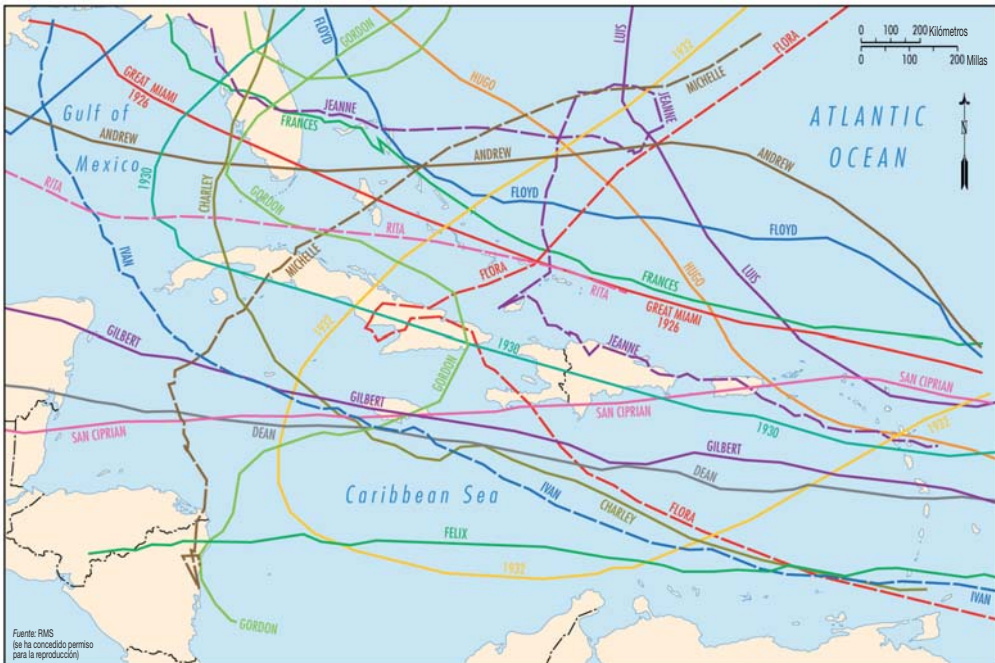 FLOYD
GORDON
LUIS
1932
FLORA
0 100 200 Kilómetros
0 100 200 Millas
GREAT MIAMI
1926
HUGO
MICHELLE
Gulf of
Mexico
JEANNE
JEANNE
FRANCES
ATLANTIC
OCEAN
N
ANDREW
ANDREW
ANDREW
1930
CHARLEY
RITA
GORDON
FLOYD
FLOYD
RITA
IVAN
MICHELLE
FLORA
RITA
FRANCES
HUGO
LUIS
GREAT MIAMI
1926
1932
GILBERT
GORDON
1930
JEANNE
SAN CIPRIAN
GILBERT
SAN CIPRIAN
SAN CIPRIAN
DEAN
1930
1932
GILBERT
DEAN
Caribbean Sea
IVAN
CHARLEY
FLORA
FELIX
1932
IVAN
GORDON
Fuente: RMS
(se ha concedido permiso
para la reproducción)